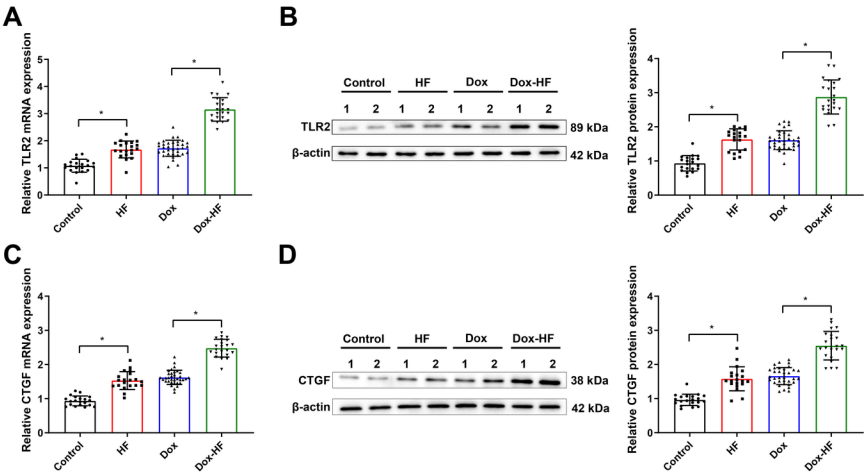 A
Relative TLR2 mRNA expression
5
4
3
2
1
0
*
*
Control
HF
Dox
Dox-HF
B
Control HF Dox Dox-HF
1 2 1 2 1 2 1 2
TLR2 89 kDa
β-actin 42 kDa
Relative TLR2 protein expression
4
3
2
1
0
*
*
Control
HF
Dox
Dox-HF
C
Relative CTGF mRNA expression
4
3
2
1
0
*
*
Control
HF
Dox
Dox-HF
D
Control HF Dox Dox-HF
1 2 1 2 1 2 1 2
CTGF 38 kDa
β-actin 42 kDa
Relative CTGF protein expression
4
3
2
1
0
*
*
Control
HF
Dox
Dox-HF